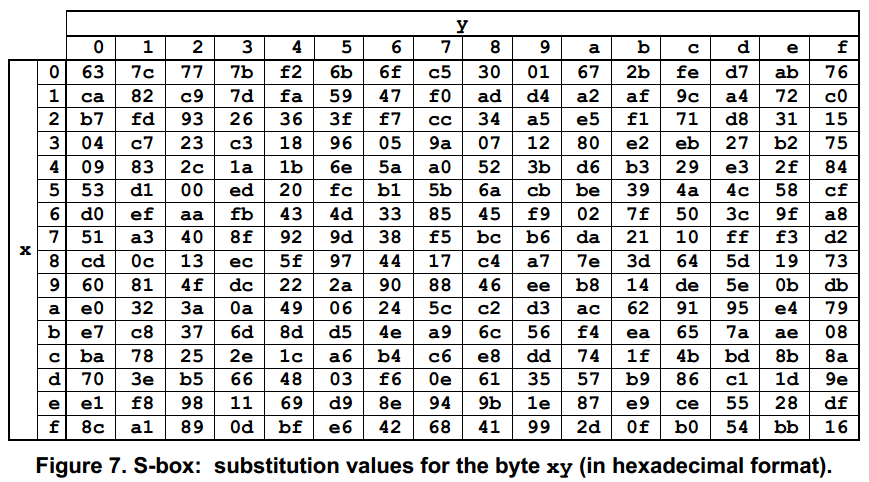 y
0 1 2 3 4 5 6 7 8 9 a b c d e f
0 63 7c 77 7b f2 6b 6f c5 30 01 67 2b fe d7 ab 76
1 ca 82 c9 7d fa 59 47 f0 ad d4 a2 af 9c a4 72 c0
2 b7 fd 93 26 36 3f f7 cc 34 a5 e5 f1 71 d8 31 15
3 04 c7 23 c3 18 96 05 9a 07 12 80 e2 eb 27 b2 75
4 09 83 2c 1a 1b 6e 5a a0 52 3b d6 b3 29 e3 2f 84
5 53 d1 00 ed 20 fc b1 5b 6a cb be 39 4a 4c 58 cf
6 d0 ef aa fb 43 4d 33 85 45 f9 02 7f 50 3c 9f a8
7 51 a3 40 8f 92 9d 38 f5 bc b6 da 21 10 ff f3 d2
x
8 cd 0c 13 ec 5f 97 44 17 c4 a7 7e 3d 64 5d 19 73
9 60 81 4f dc 22 2a 90 88 46 ee b8 14 de 5e 0b db
a e0 32 3a 0a 49 06 24 5c c2 d3 ac 62 91 95 e4 79
b e7 c8 37 6d 8d d5 4e a9 6c 56 f4 ea 65 7a ae 08
c ba 78 25 2e 1c a6 b4 c6 e8 dd 74 1f 4b bd 8b 8a
d 70 3e b5 66 48 03 f6 0e 61 35 57 b9 86 c1 1d 9e
e e1 f8 98 11 69 d9 8e 94 9b 1e 87 e9 ce 55 28 df
f 8c a1 89 0d bf e6 42 68 41 99 2d 0f b0 54 bb 16
Figure 7. S-box: substitution values for the byte xy (in hexadecimal format).